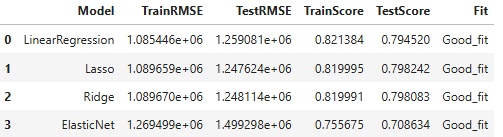 Model TrainRMSE TestRMSE TrainScore TestScore Fit
0 LinearRegression 1.085446e+06 1.259081e+06 0.821384 0.794520 Good_fit
1 Lasso 1.089659e+06 1.247624e+06 0.819995 0.798242 Good_fit
2 Ridge 1.089670e+06 1.248114e+06 0.819991 0.798083 Good_fit
3 ElasticNet 1.269499e+06 1.499298e+06 0.755675 0.708634 Good_fit